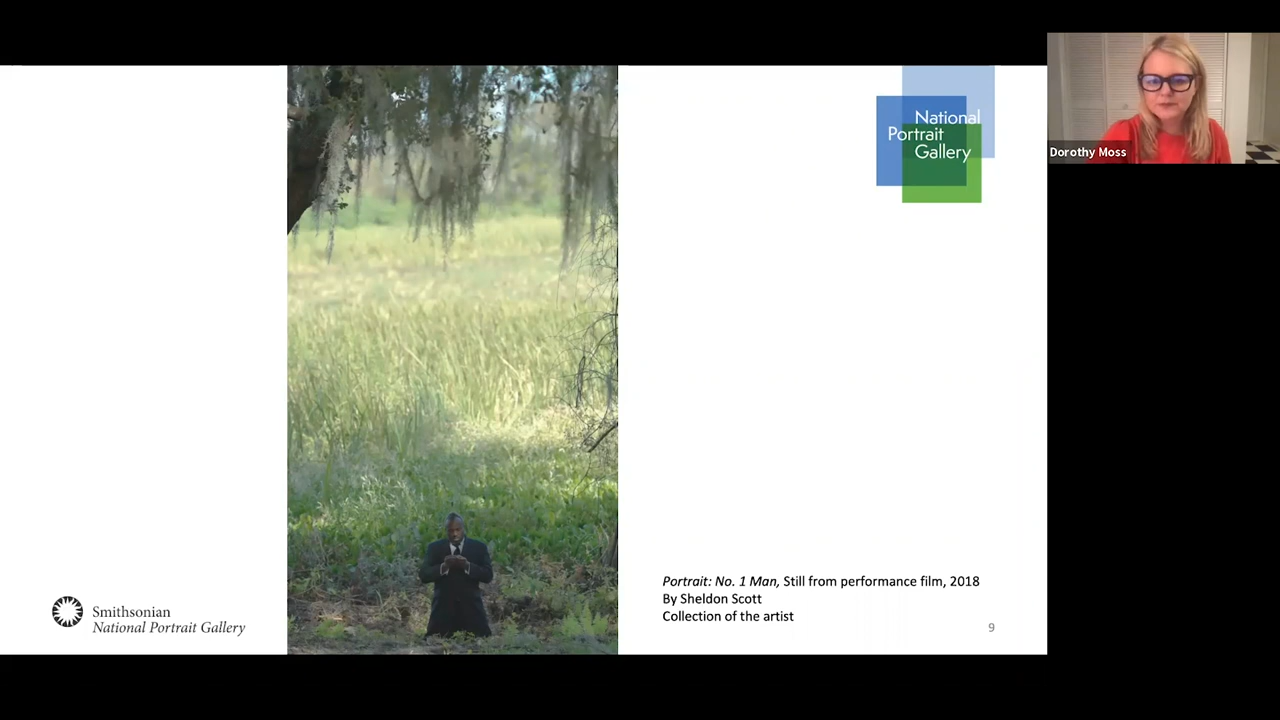 National
Portrait
Gallery
Dorothy Moss
Portrait: No. 1 Man, Still from performance film, 2018
By Sheldon Scott
Collection of the artist
Smithsonian
National Portrait Gallery
9